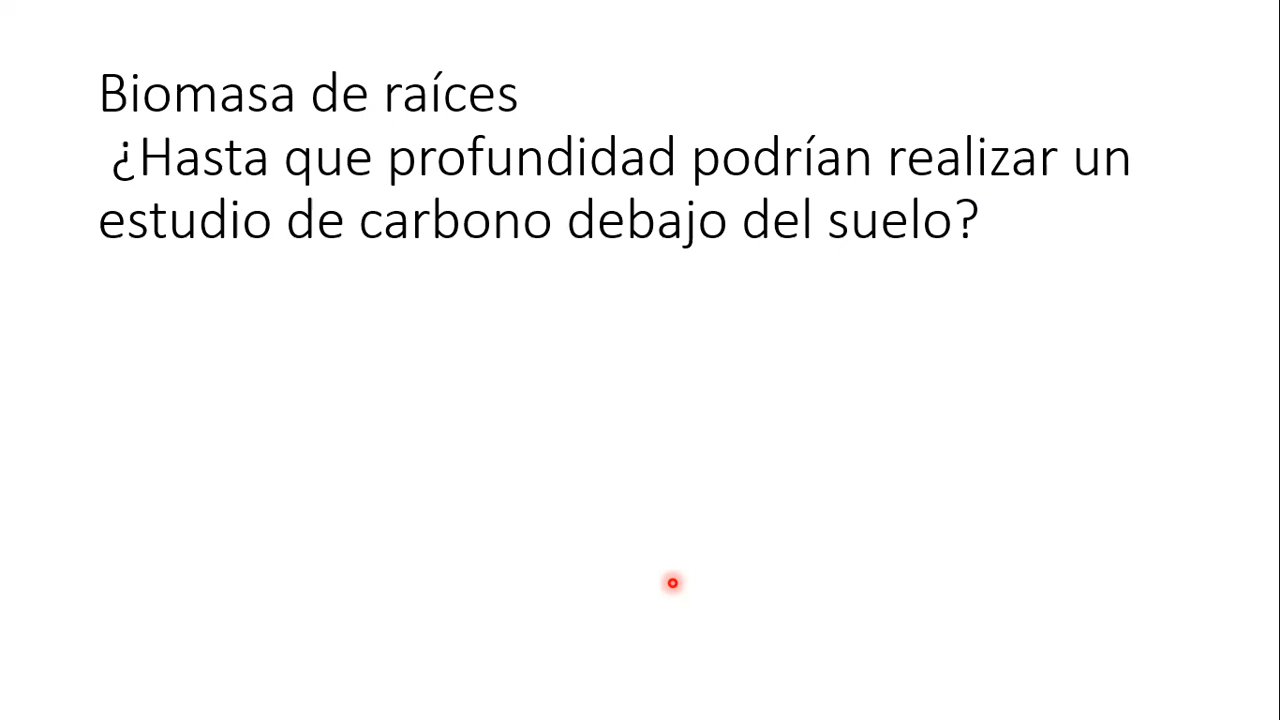 Biomasa de raíces
¿Hasta que profundidad podrían realizar un
estudio de carbono debajo del suelo?